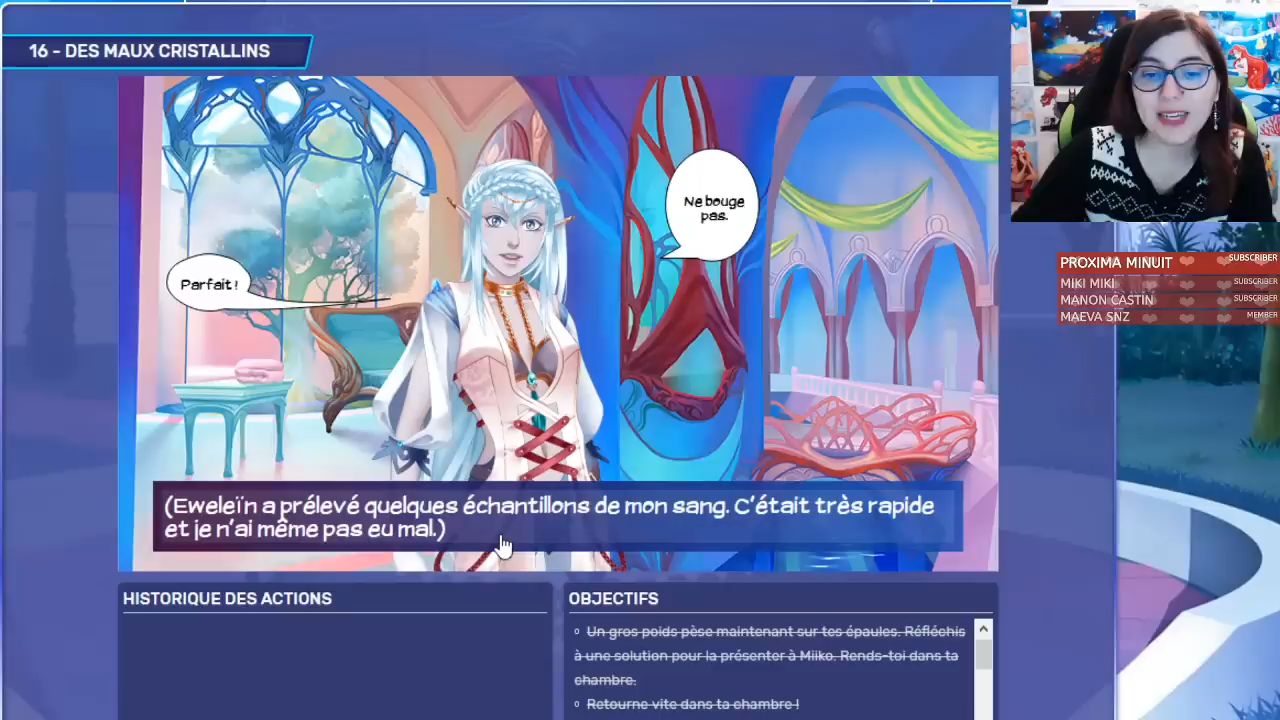 16 - DES MAUX CRISTALLINS
Ne bouge
pas.
Parfait !
(Eweleïn a prélevé quelques échantillons de mon sang. C'était très rapide
et je n'ai même pas eu mal.)
PROXIMA MINUIT SUBSCRIBER
MIKI MIKI SUBSCRIBER
MANON CASTIN SUBSCRIBER
MAEVA SNZ MEMBER
HISTORIQUE DES ACTIONS
OBJECTIFS
Un gros poids pèse maintenant sur tes épaules. Réfléchis
à une solution pour la présenter à Miiko. Rends-toi dans ta
chambre.
Retourne vite dans ta chambre !